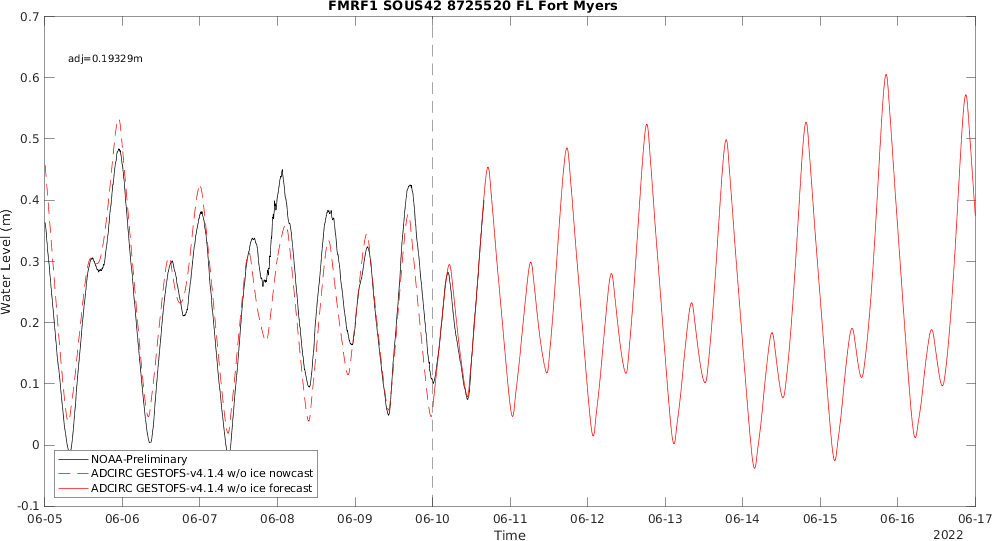 FMRF1 SOUS42 8725520 FL Fort Myers
0.7
adj=0.19329m
0.6
0.5
0.4
0.3
0.2
0.1
0
-0.1
Water Level (m)
NOAA-Preliminary
ADCIRC GESTOFS-v4.1.4 w/o ice nowcast
ADCIRC GESTOFS-v4.1.4 w/o ice forecast
06-05 06-06 06-07 06-08 06-09 06-10 06-11 06-12 06-13 06-14 06-15 06-16 06-17
Time
2022